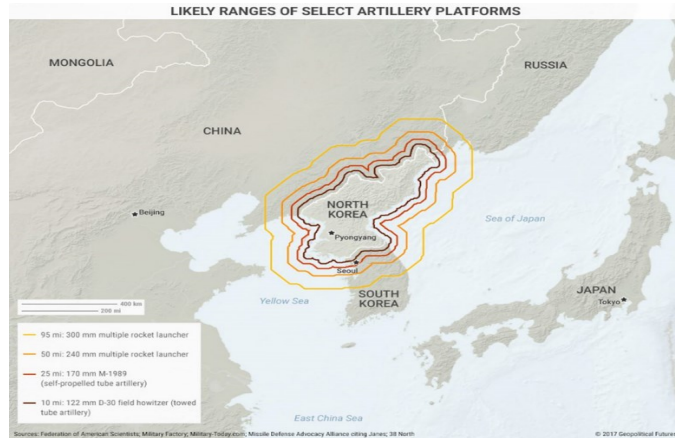 LIKELY RANGES OF SELECT ARTILLERY PLATFORMS
MONGOLIA
RUSSIA
CHINA
NORTH
KOREA
Beijing
Pyongyang
Sea of Japan
Seoul
JAPAN
Tokyo
SOUTH
KOREA
Yellow Sea
400 km
200 mi
95 mi: 300 mm multiple rocket launcher
50 mi: 240 mm multiple rocket launcher
25 mi: 170 mm M-1989
(self-propelled tube artillery)
10 mi: 122 mm D-30 field howitzer (towed
tube artillery)
East China Sea
Sources: Federation of American Scientists; Military Factory; Military-Today.com; Missile Defense Advocacy Alliance citing Janes; 38 North
© 2017 Geopolitical Futures